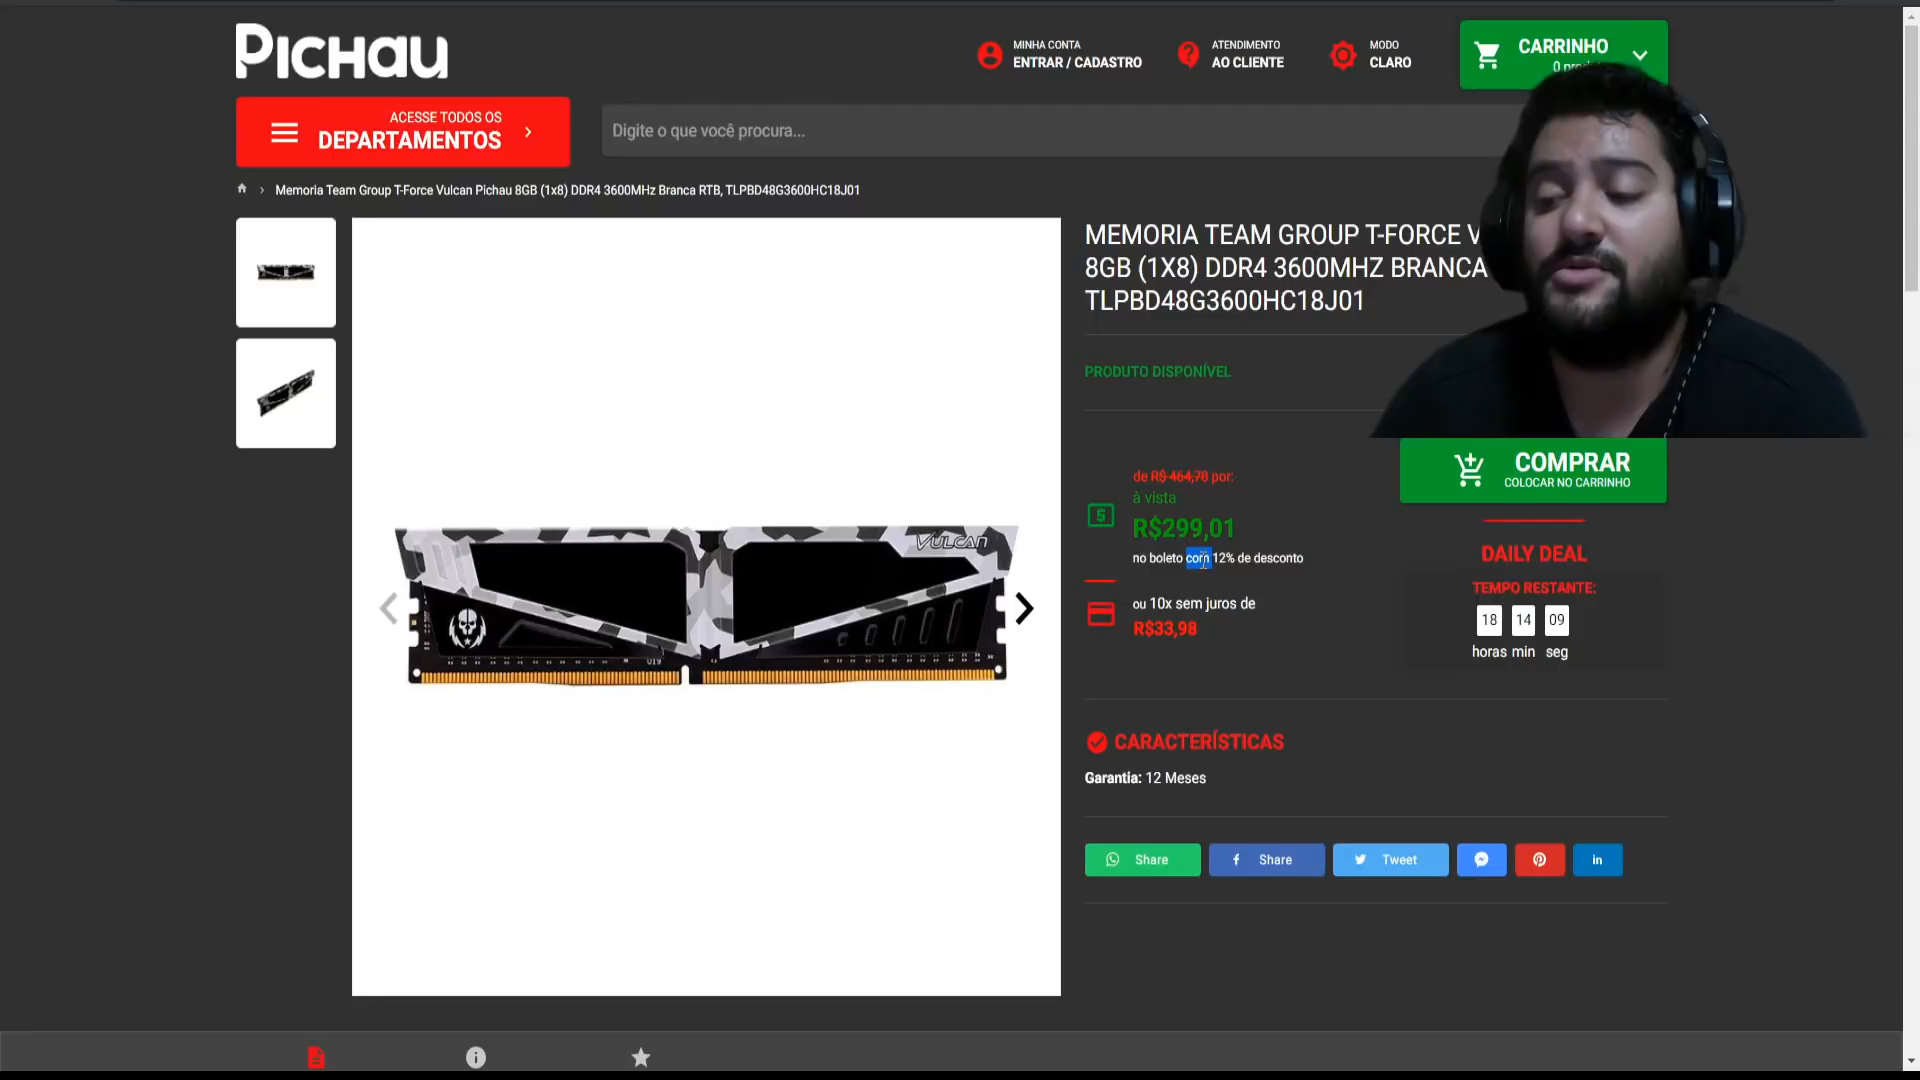 PICHAU
MINHA CONTA
ENTRAR / CADASTRO
ATENDIMENTO
AO CLIENTE
MODO
CLARO
CARRINHO
ACESSE TODOS OS
DEPARTAMENTOS
Digite o que você procura...
Memoria Team Group T-Force Vulcan Pichau 8GB (1x8) DDR4 3600MHz Branca RTB, TLPBD48G3600HC18J01
MEMORIA TEAM GROUP T-FORCE
8GB (1X8) DDR4 3600MHZ BRANCA
TLPBD48G3600HC18J01
PRODUTO DISPONÍVEL
VULCAN
de R$ 464,78 por:
à vista
R$299,01
no boleto com 12% de desconto
ou 10x sem juros de
R$33,98
COMPRAR
COLOCAR NO CARRINHO
DAILY DEAL
TEMPO RESTANTE:
18 14 09
horas min seg
CARACTERÍSTICAS
Garantia: 12 Meses
Share
Share
Tweet
in